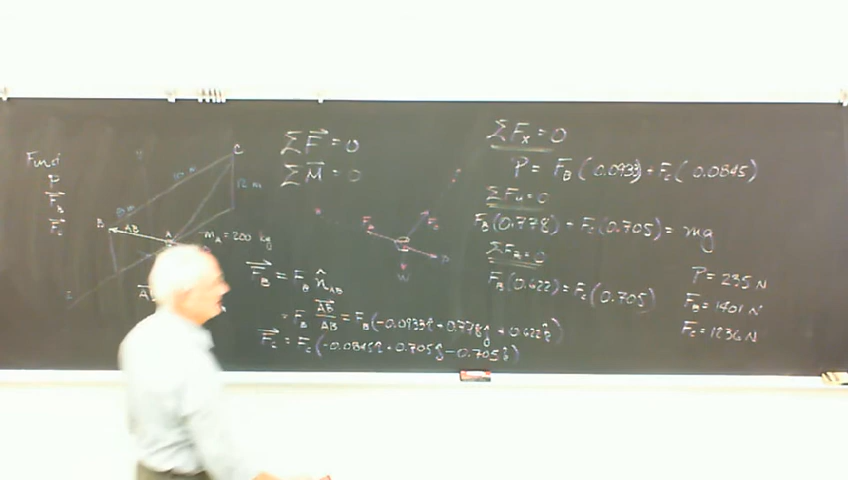 Find
P
F_B
F_C
C
10 m
12 m
B
AB
A
m_A = 200 kg
ΣF = 0
ΣM = 0
F_B
F_C
P
W
F_B = F_B n̂_AB
= F_B AB/AB = F_B(-0.0933î + 0.778ĵ + 0.622k̂)
F_C = F_C(-0.0845î + 0.705ĵ - 0.705k̂)
ΣF_x = 0
P = F_B(0.0933) + F_C(0.0845)
ΣF_y = 0
F_B(0.778) + F_C(0.705) = mg
ΣF_z = 0
F_B(0.622) = F_C(0.705)
P = 235 N
F_B = 1401 N
F_C = 1236 N